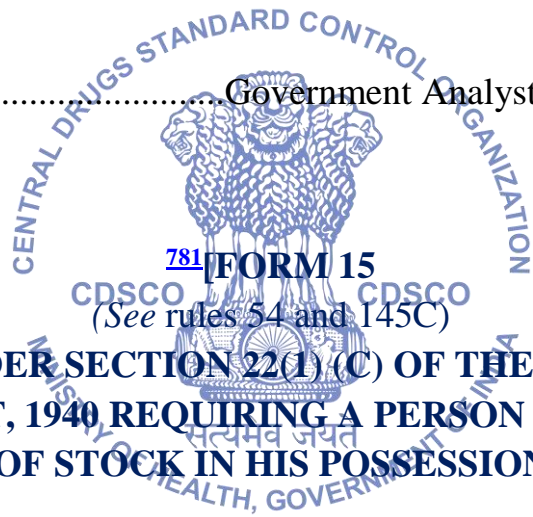 CENTRAL DRUGS STANDARD CONTROL ORGANIZATION
........................Government Analyst
781[FORM 15
CDSCO CDSCO
(See rules 54 and 145C)
DER SECTION 22(1) (C) OF THE
T, 1940 REQUIRING A PERSON
सत्यमेव जयते
OF STOCK IN HIS POSSESSION
MINISTRY OF HEALTH, GOVERNMENT OF INDIA